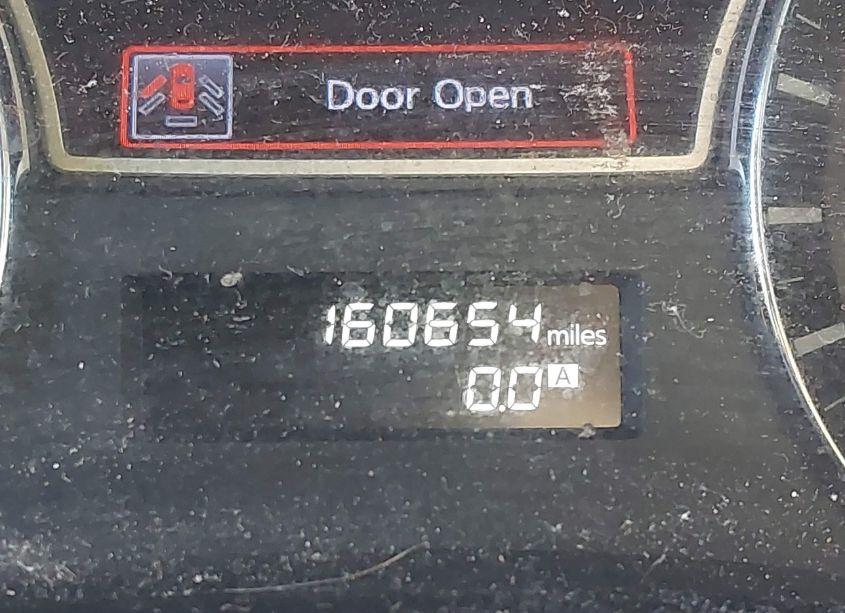 Door Open
160654 miles
0.0 A